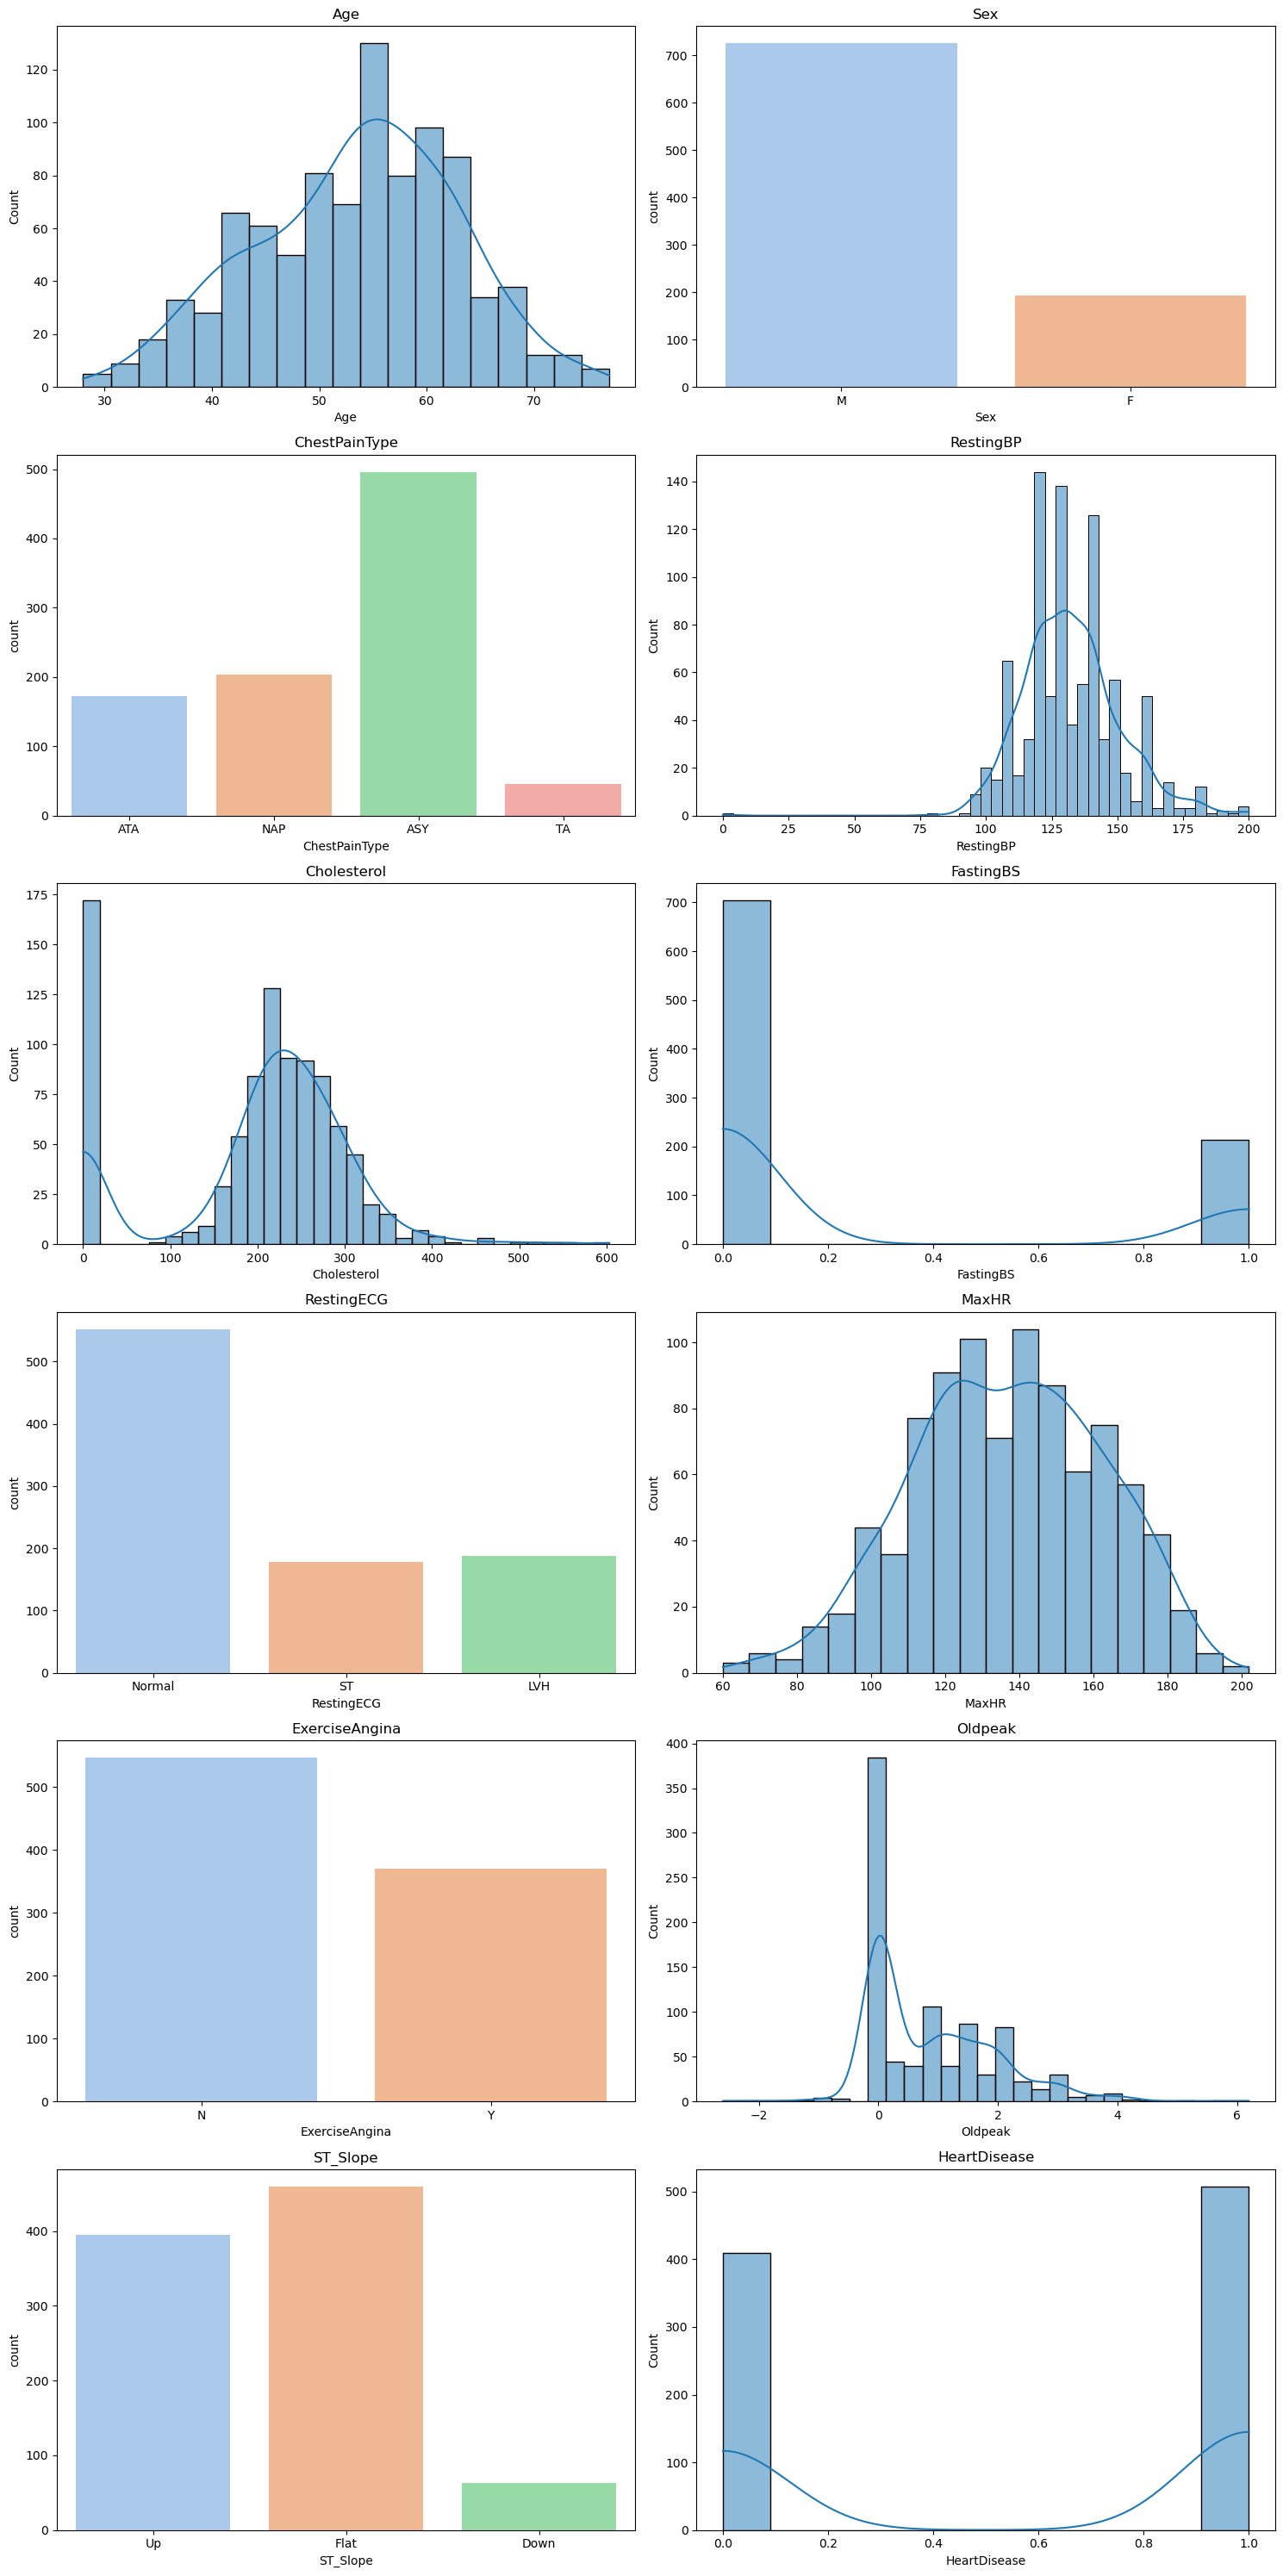 Age
120
100
80
60
40
20
0
Count
30 40 50 60 70
Age
Sex
700
600
500
400
300
200
100
0
count
M F
Sex
ChestPainType
500
400
300
200
100
0
count
ATA NAP ASY TA
ChestPainType
RestingBP
140
120
100
80
60
40
20
0
Count
0 25 50 75 100 125 150 175 200
RestingBP
Cholesterol
175
150
125
100
75
50
25
0
Count
0 100 200 300 400 500 600
Cholesterol
FastingBS
700
600
500
400
300
200
100
0
Count
0.0 0.2 0.4 0.6 0.8 1.0
FastingBS
RestingECG
500
400
300
200
100
0
count
Normal ST LVH
RestingECG
MaxHR
100
80
60
40
20
0
Count
60 80 100 120 140 160 180 200
MaxHR
ExerciseAngina
500
400
300
200
100
0
count
N Y
ExerciseAngina
Oldpeak
400
350
300
250
200
150
100
50
0
Count
−2 0 2 4 6
Oldpeak
ST_Slope
400
300
200
100
0
count
Up Flat Down
ST_Slope
HeartDisease
500
400
300
200
100
0
Count
0.0 0.2 0.4 0.6 0.8 1.0
HeartDisease